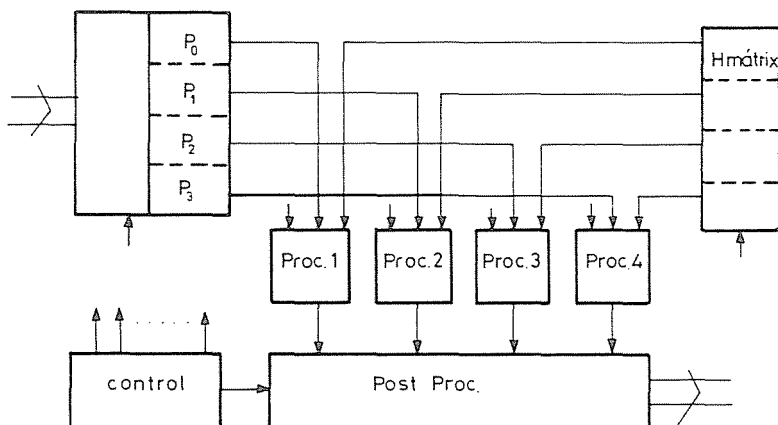 P0
P1
P2
P3
Hmátrix
Proc.1
Proc.2
Proc.3
Proc.4
control
Post Proc.